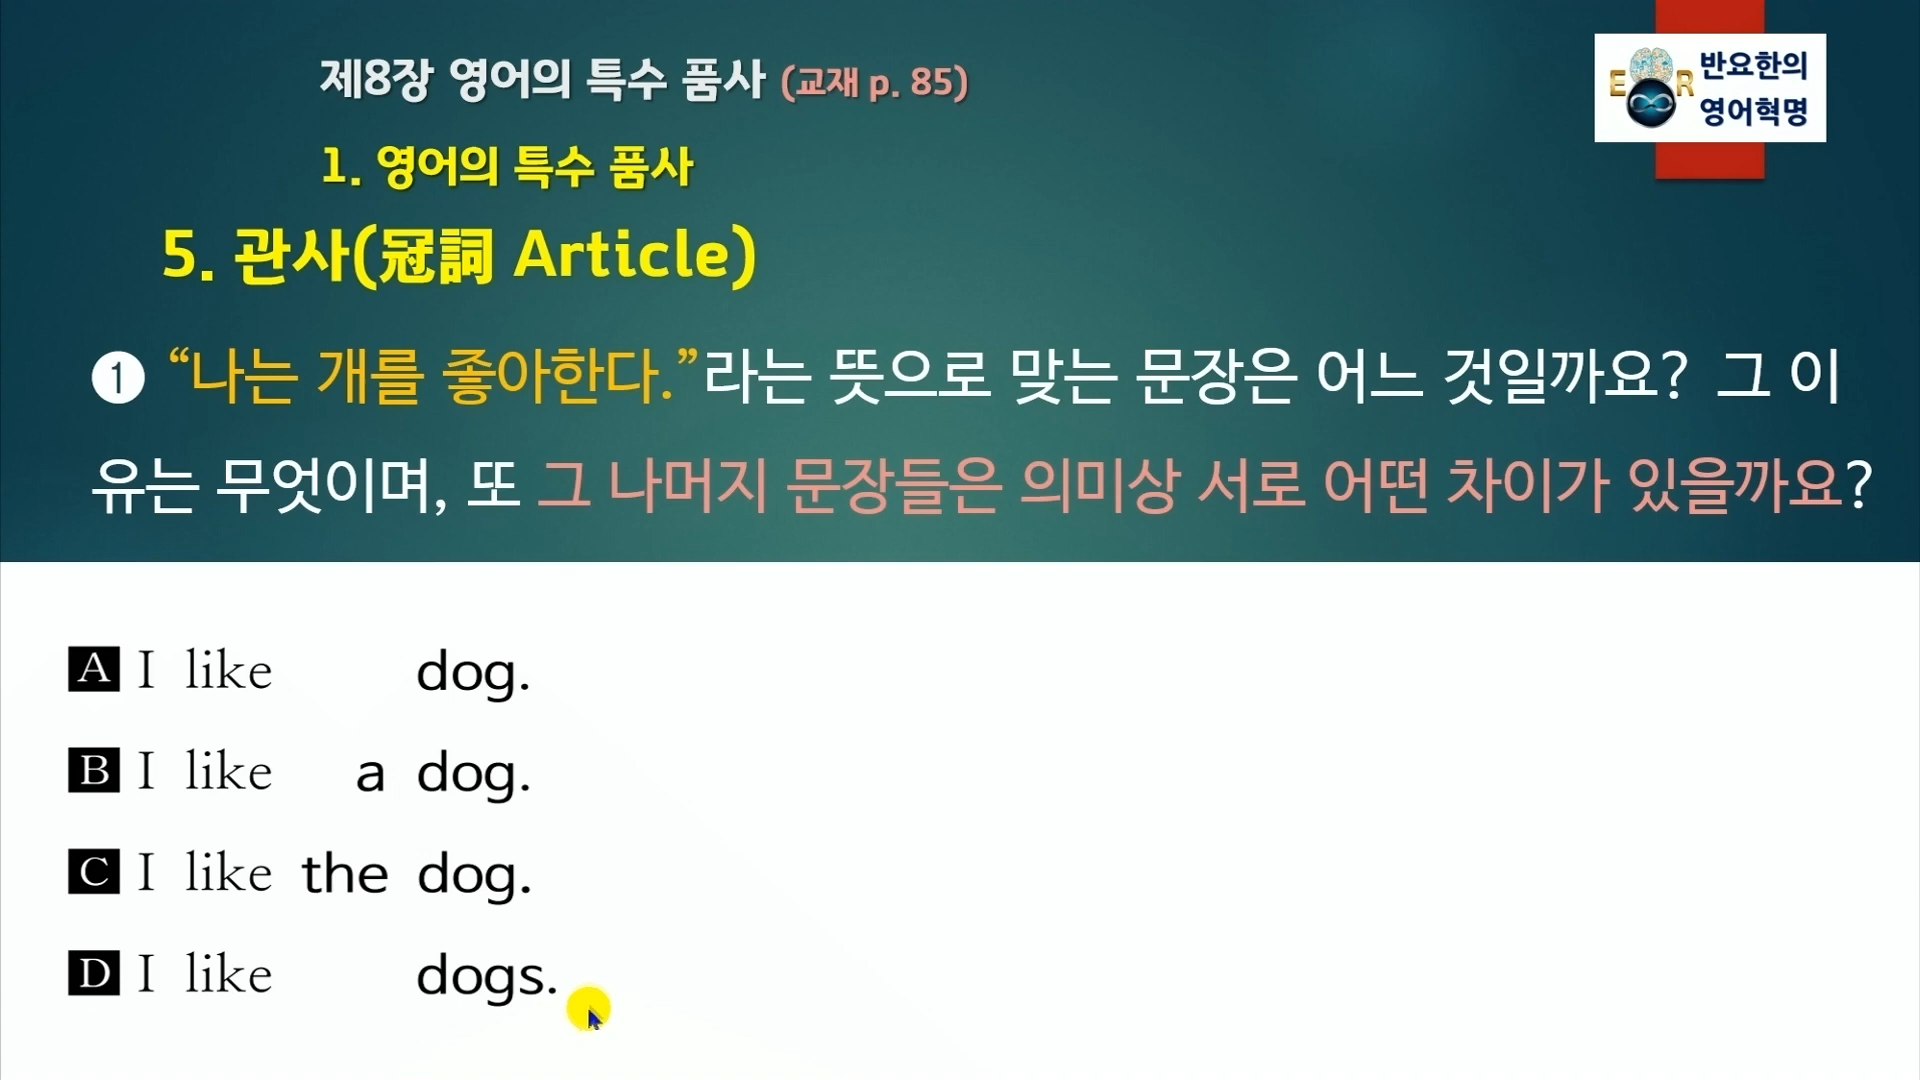 제8장 영어의 특수 품사 (교재 p. 85)
반요한의
E R
영어혁명
1. 영어의 특수 품사
5. 관사(冠詞 Article)
❶ “나는 개를 좋아한다.”라는 뜻으로 맞는 문장은 어느 것일까요? 그 이
유는 무엇이며, 또 그 나머지 문장들은 의미상 서로 어떤 차이가 있을까요?
A I like dog.
B I like a dog.
C I like the dog.
D I like dogs.